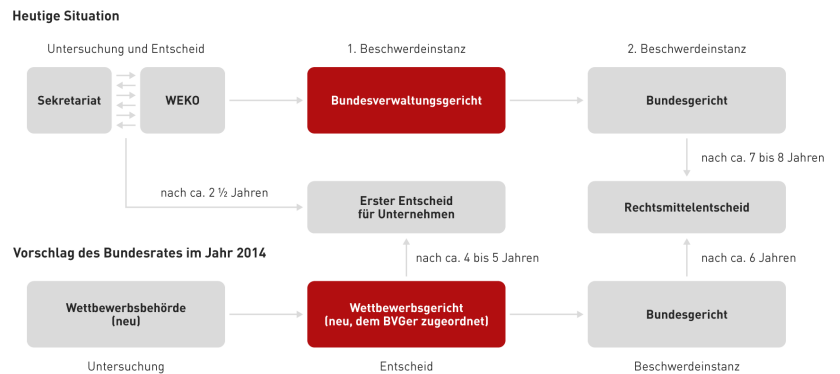 Heutige Situation
Untersuchung und Entscheid
1. Beschwerdeinstanz
2. Beschwerdeinstanz
Sekretariat
WEKO
Bundesverwaltungsgericht
Bundesgericht
nach ca. 7 bis 8 Jahren
nach ca. 2 ½ Jahren
Erster Entscheid
für Unternehmen
Rechtsmittelentscheid
Vorschlag des Bundesrates im Jahr 2014
nach ca. 4 bis 5 Jahren
nach ca. 6 Jahren
Wettbewerbsbehörde
(neu)
Wettbewerbsgericht
(neu, dem BVGer zugeordnet)
Bundesgericht
Untersuchung
Entscheid
Beschwerdeinstanz